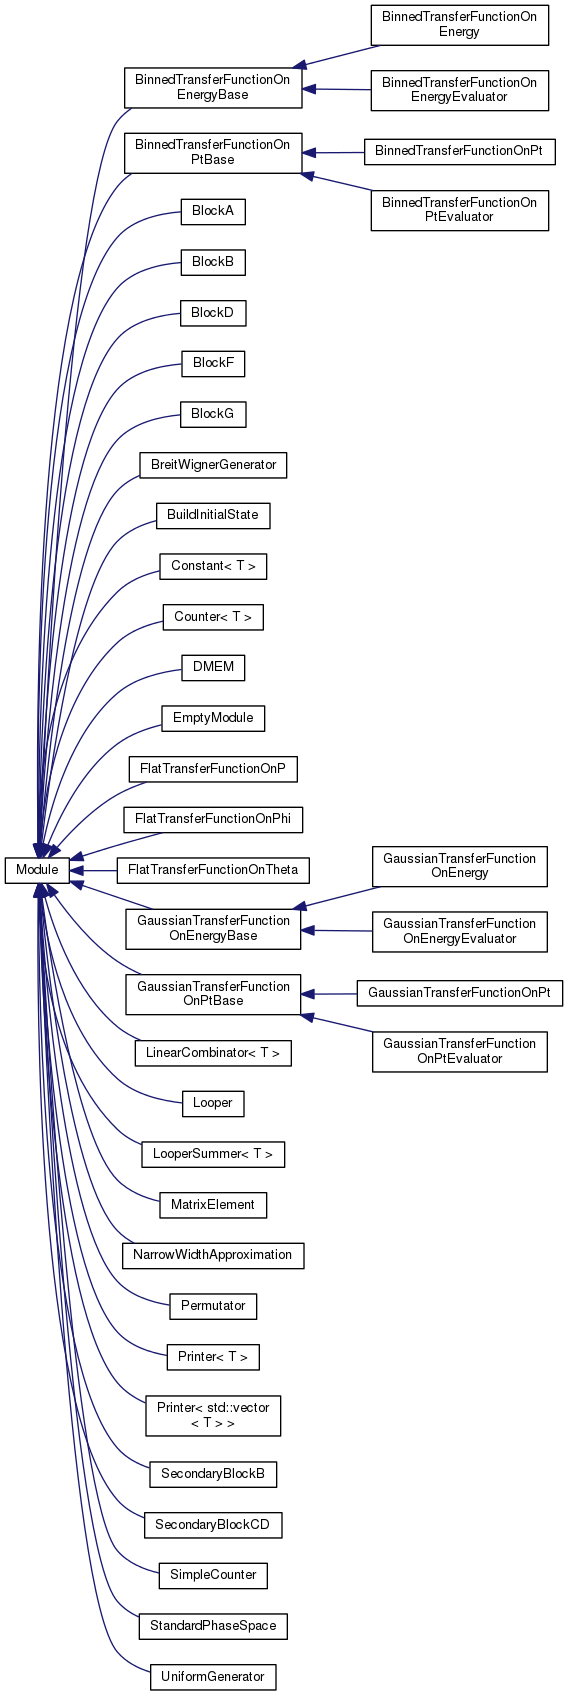 BinnedTransferFunctionOn
Energy
BinnedTransferFunctionOn
EnergyBase
BinnedTransferFunctionOn
EnergyEvaluator
BinnedTransferFunctionOn
PtBase
BinnedTransferFunctionOnPt
BinnedTransferFunctionOn
PtEvaluator
BlockA
BlockB
BlockD
BlockF
BlockG
BreitWignerGenerator
BuildInitialState
Constant< T >
Counter< T >
DMEM
EmptyModule
FlatTransferFunctionOnP
FlatTransferFunctionOnPhi
Module
FlatTransferFunctionOnTheta
GaussianTransferFunction
OnEnergy
GaussianTransferFunction
OnEnergyBase
GaussianTransferFunction
OnEnergyEvaluator
GaussianTransferFunction
OnPtBase
GaussianTransferFunctionOnPt
GaussianTransferFunction
OnPtEvaluator
LinearCombinator< T >
Looper
LooperSummer< T >
MatrixElement
NarrowWidthApproximation
Permutator
Printer< T >
Printer< std::vector
< T > >
SecondaryBlockB
SecondaryBlockCD
SimpleCounter
StandardPhaseSpace
UniformGenerator